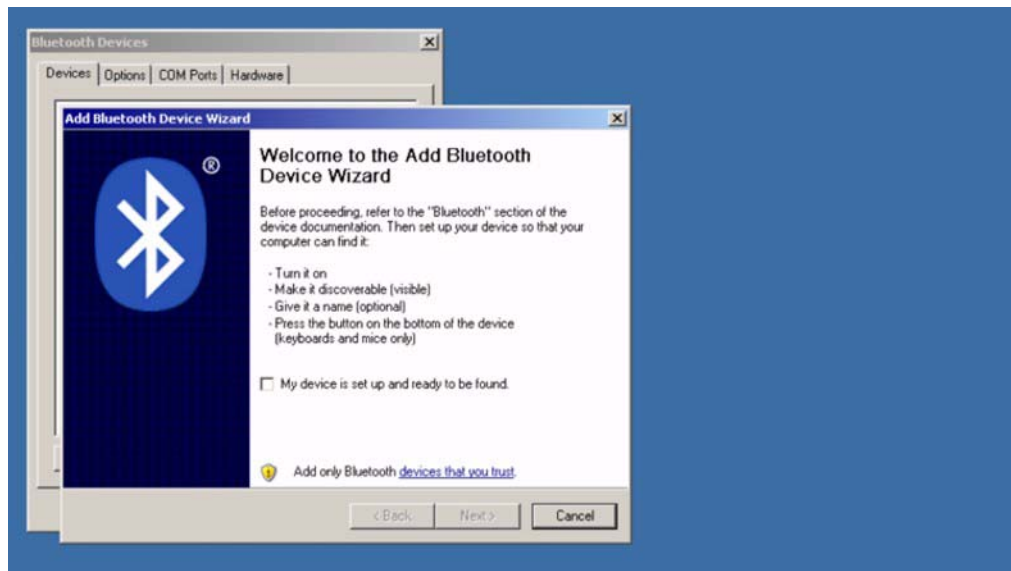 Bluetooth Devices
Devices Options COM Ports Hardware
Add Bluetooth Device Wizard
®
Welcome to the Add Bluetooth
Device Wizard
Before proceeding, refer to the "Bluetooth" section of the
device documentation. Then set up your device so that your
computer can find it:
- Turn it on
- Make it discoverable (visible)
- Give it a name (optional)
- Press the button on the bottom of the device
(keyboards and mice only)
My device is set up and ready to be found.
Add only Bluetooth devices that you trust.
< Back Next > Cancel